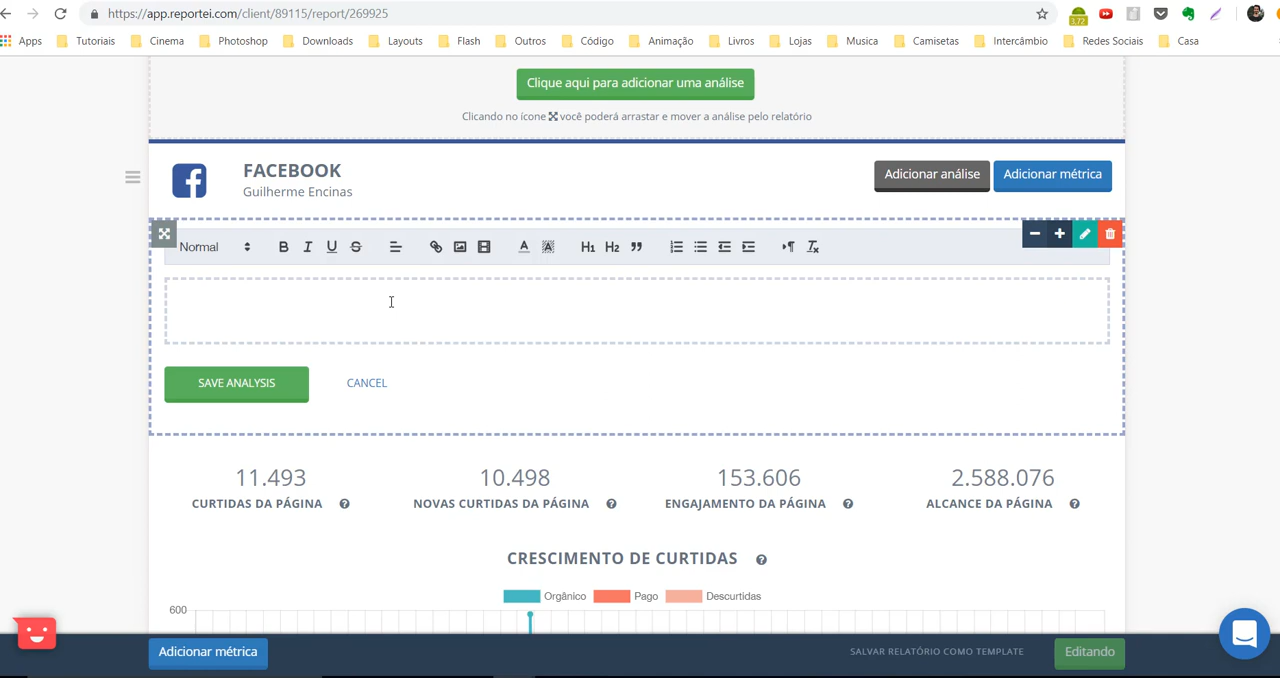 https://app.reportei.com/client/89115/report/269925
3.72
Apps Tutoriais Cinema Photoshop Downloads Layouts Flash Outros Código Animação Livros Lojas Musica Camisetas Intercâmbio Redes Sociais Casa
Clique aqui para adicionar uma análise
Clicando no ícone você poderá arrastar e mover a análise pelo relatório
FACEBOOK
Guilherme Encinas
Adicionar análise Adicionar métrica
Normal B I U S A A H1 H2
SAVE ANALYSIS CANCEL
11.493 10.498 153.606 2.588.076
CURTIDAS DA PÁGINA NOVAS CURTIDAS DA PÁGINA ENGAJAMENTO DA PÁGINA ALCANCE DA PÁGINA
CRESCIMENTO DE CURTIDAS
Orgânico Pago Descurtidas
600
Adicionar métrica SALVAR RELATÓRIO COMO TEMPLATE Editando